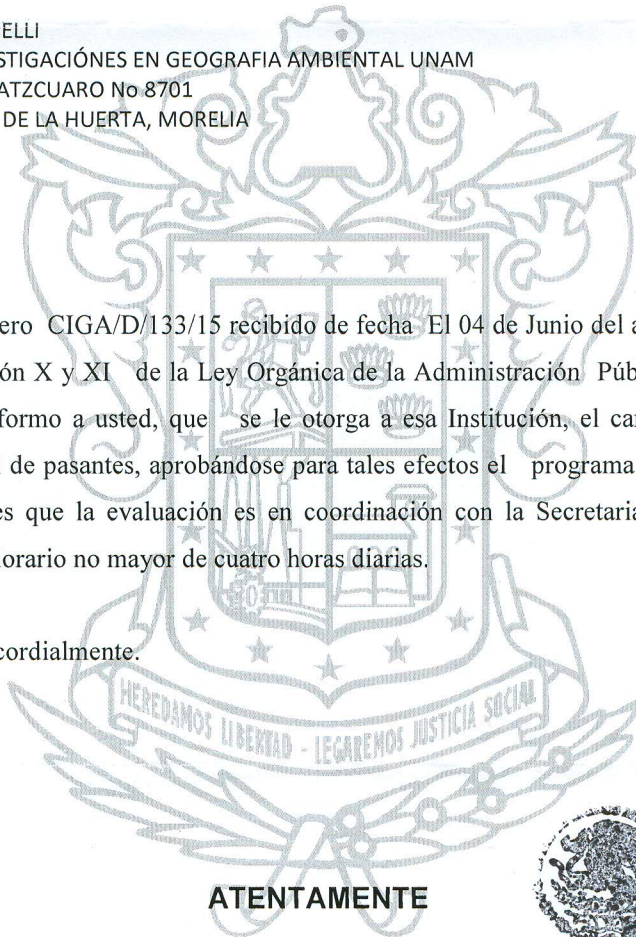 ELLI
STIGACIÓNES EN GEOGRAFIA AMBIENTAL UNAM
ATZCUARO No 8701
DE LA HUERTA, MORELIA
ero CIGA/D/133/15 recibido de fecha El 04 de Junio del a
ón X y XI de la Ley Orgánica de la Administración Púb
formo a usted, que se le otorga a esa Institución, el ca
de pasantes, aprobándose para tales efectos el programa
es que la evaluación es en coordinación con la Secretaria
orario no mayor de cuatro horas diarias.
cordialmente.
HEREDAMOS LIBERTAD - LEGAREMOS JUSTICIA SOCIAL
ATENTAMENTE